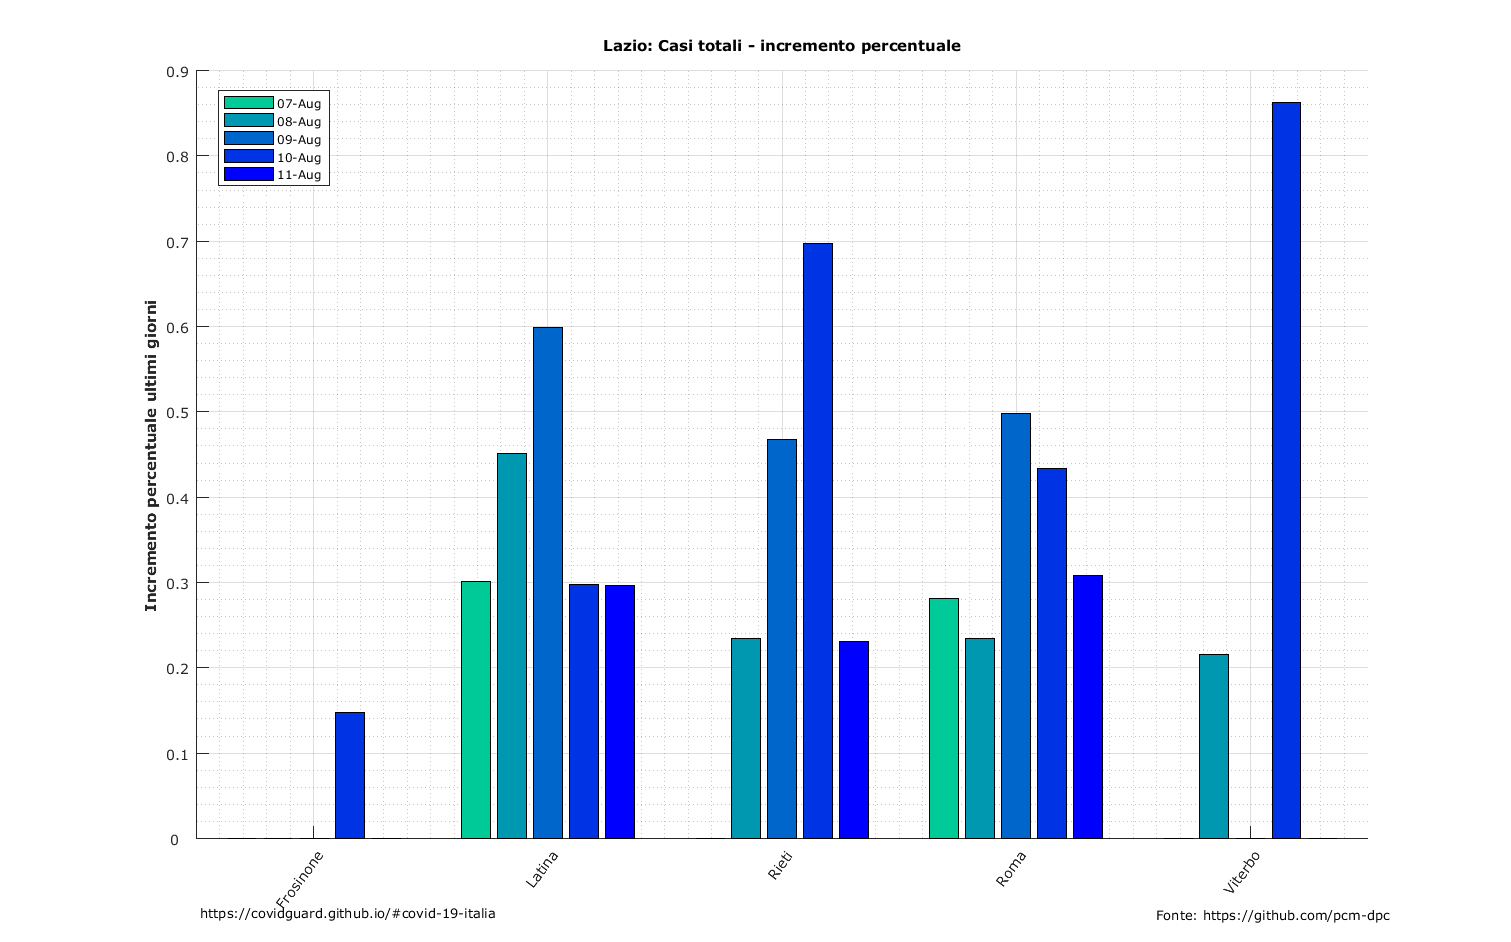 Lazio: Casi totali - incremento percentuale
Incremento percentuale ultimi giorni
0.9
0.8
0.7
0.6
0.5
0.4
0.3
0.2
0.1
0
07-Aug
08-Aug
09-Aug
10-Aug
11-Aug
Frosinone
Latina
Rieti
Roma
Viterbo
https://covidguard.github.io/#covid-19-italia
Fonte: https://github.com/pcm-dpc